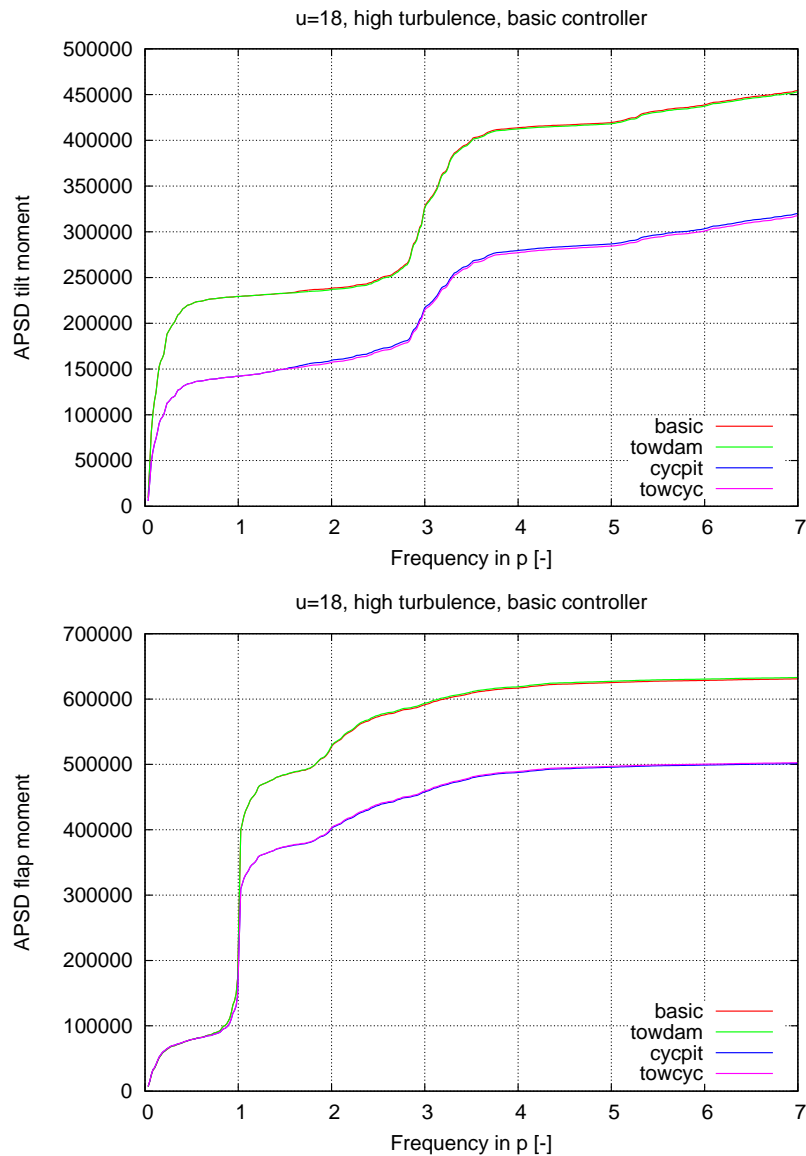 u=18, high turbulence, basic controller
500000
450000
400000
350000
300000
250000
200000
150000
100000
50000
0
APSD tilt moment
basic
towdam
cycpit
towcyc
0 1 2 3 4 5 6 7
Frequency in p [-]
u=18, high turbulence, basic controller
700000
600000
500000
400000
300000
200000
100000
0
APSD flap moment
basic
towdam
cycpit
towcyc
0 1 2 3 4 5 6 7
Frequency in p [-]